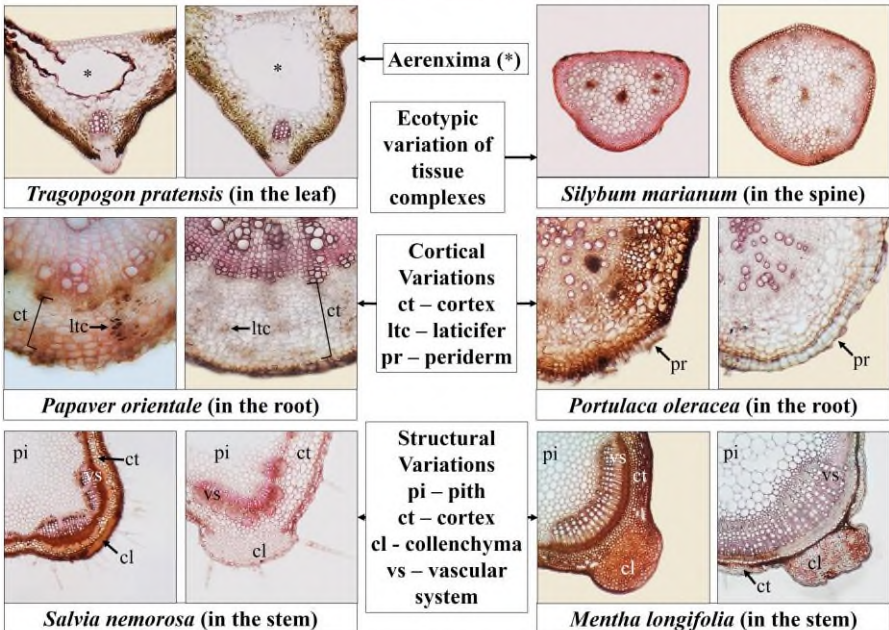 *
*
Aerenxima (*)
Ecotypic
variation of
tissue
complexes
Tragopogon pratensis (in the leaf)
Silybum marianum (in the spine)
ct
ltc
ltc
ct
Cortical
Variations
ct – cortex
ltc – laticifer
pr – periderm
pr
pr
Papaver orientale (in the root)
Portulaca oleracea (in the root)
pi
ct
vs
cl
pi
ct
vs
cl
Structural
Variations
pi – pith
ct – cortex
cl - collenchyma
vs – vascular
system
pi
vs
ct
cl
pi
vs
cl
ct
Salvia nemorosa (in the stem)
Mentha longifolia (in the stem)